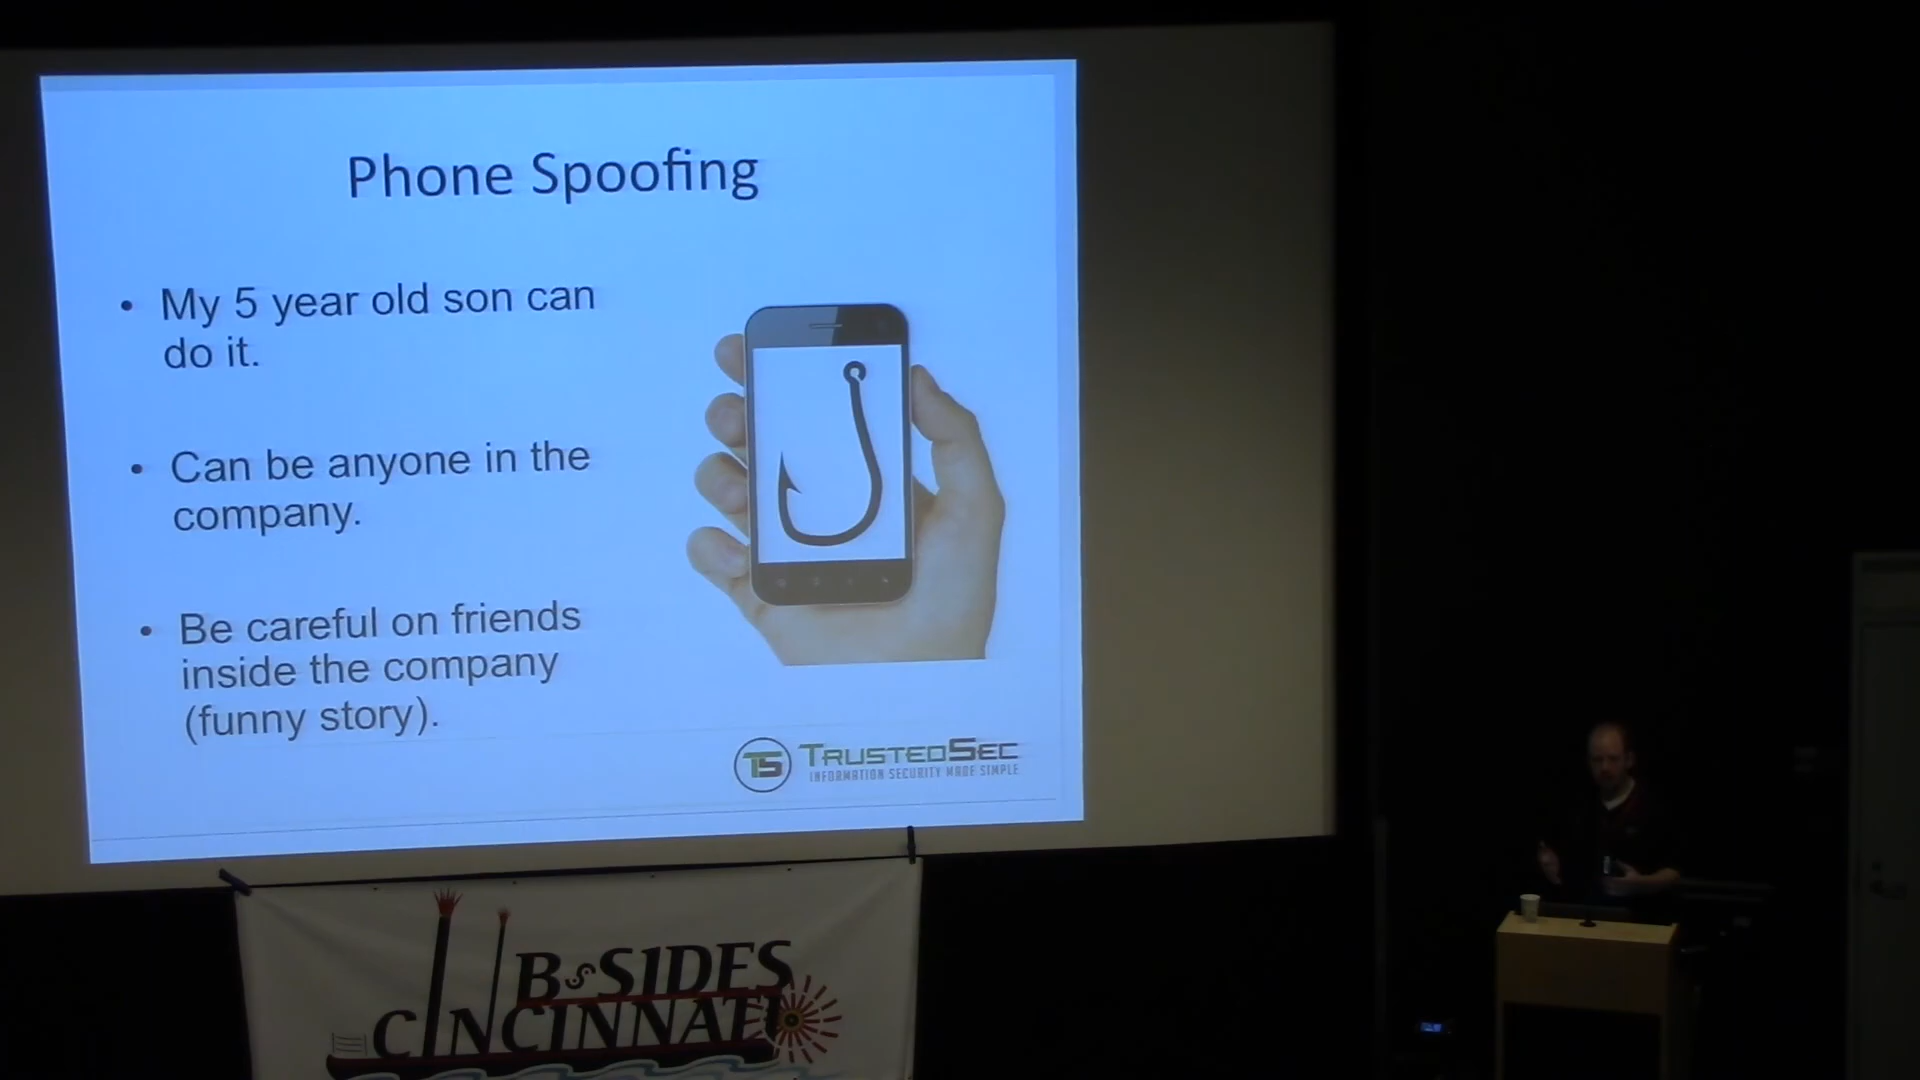 Phone Spoofing
• My 5 year old son can
do it.
• Can be anyone in the
company.
• Be careful on friends
inside the company
(funny story).
TS TRUSTEDSEC
INFORMATION SECURITY MADE SIMPLE
B SIDES
CINCINNATI